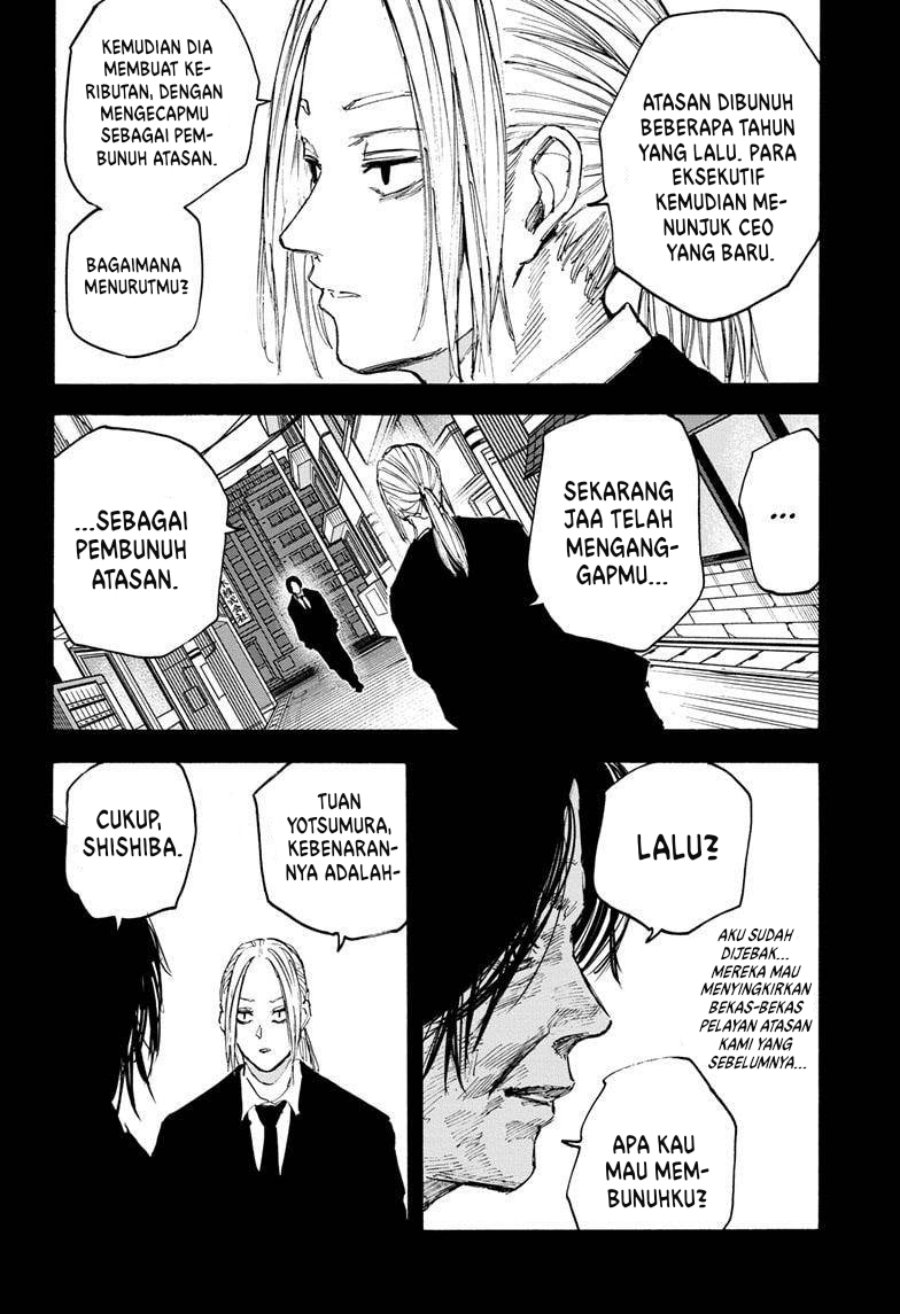 ATASAN DIBUNUH
BEBERAPA TAHUN
YANG LALU. PARA
EKSEKUTIF
KEMUDIAN ME-
NUNJUK CEO
YANG BARU.
KEMUDIAN DIA
MEMBUAT KE-
RIBUTAN, DENGAN
MENGECAPMU
SEBAGAI PEM-
BUNUH ATASAN.
BAGAIMANA
MENURUTMU?
...
SEKARANG
JAA TELAH
MENGANG-
GAPMU...
...SEBAGAI
PEMBUNUH
ATASAN.
LALU?
AKU SUDAH
DIJEBAK...
MEREKA MAU
MENYINGKIRKAN
BEKAS-BEKAS
PELAYAN ATASAN
KAMI YANG
SEBELUMNYA...
APA KAU
MAU MEM-
BUNUHKU?
TUAN
YOTSUMURA,
KEBENARAN-
NYA ADALAH-
CUKUP,
SHISHIBA.